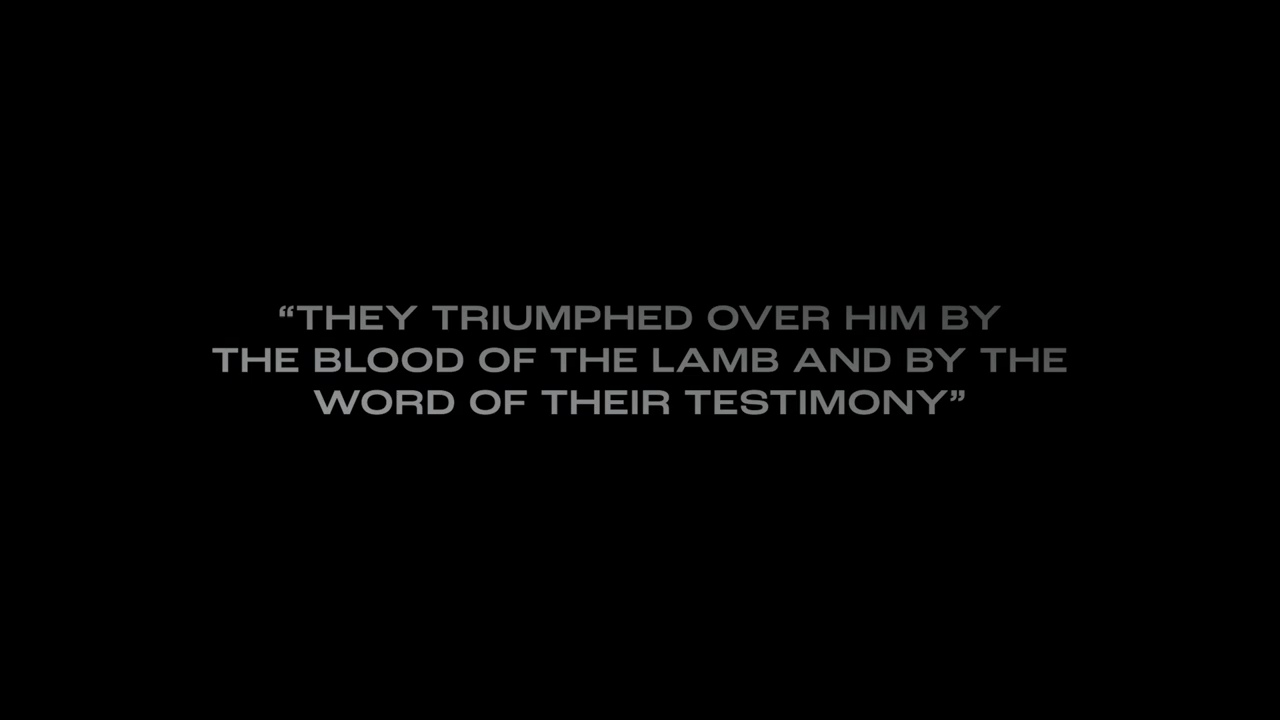 “THEY TRIUMPHED OVER HIM BY
THE BLOOD OF THE LAMB AND BY THE
WORD OF THEIR TESTIMONY”